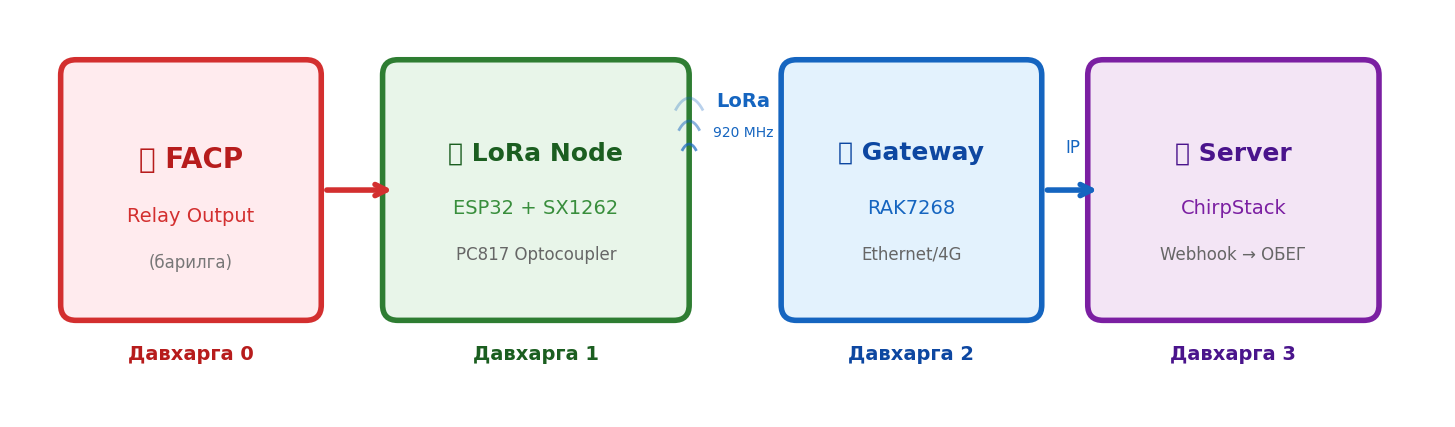 FACP
Relay Output
(барилга)
Давхарга 0
LoRa Node
ESP32 + SX1262
PC817 Optocoupler
Давхарга 1
LoRa
920 MHz
Gateway
RAK7268
Ethernet/4G
Давхарга 2
IP
Server
ChirpStack
Webhook → ОБЕГ
Давхарга 3